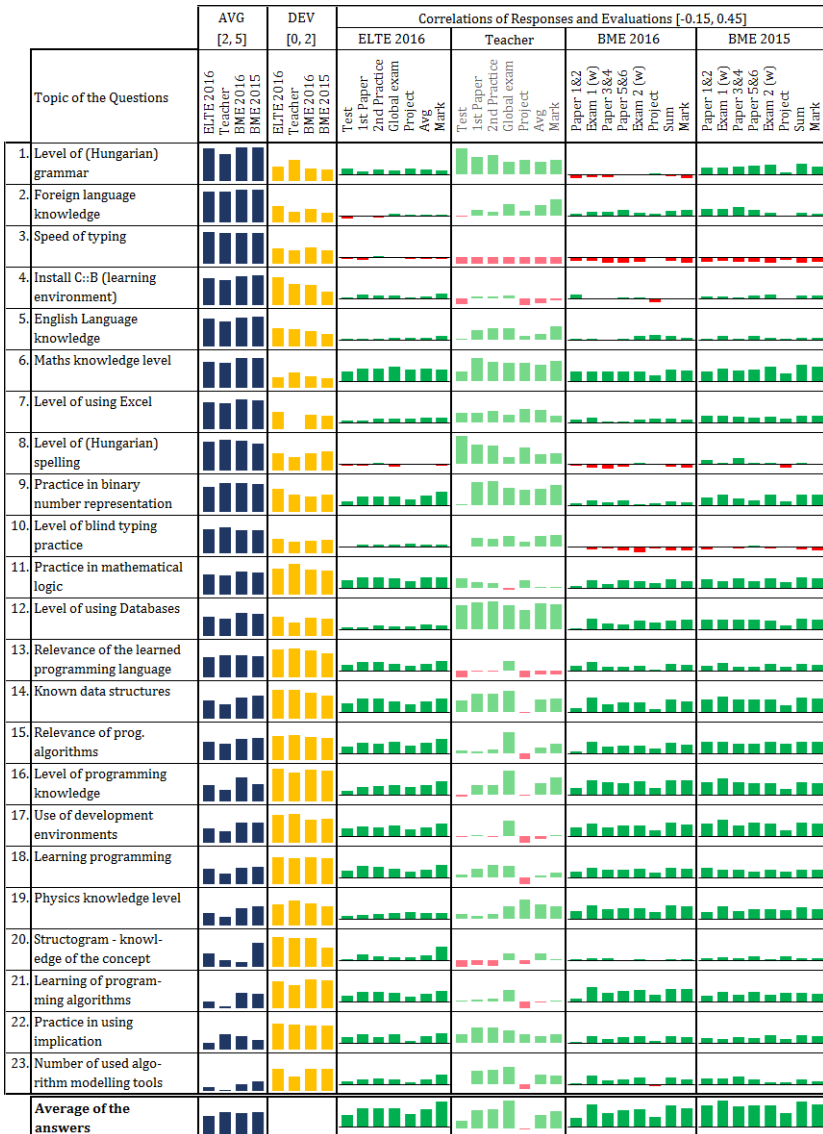 AVG
DEV
Correlations of Responses and Evaluations [-0.15, 0.45]
[2, 5]
[0, 2]
ELTE 2016
Teacher
BME 2016
BME 2015
Topic of the Questions
ELTE 2016
Teacher
BME 2016
BME 2015
ELTE 2016
Teacher
BME 2016
BME 2015
Test
1st Paper
2nd Practice
Global exam
Project
Avg
Mark
Test
1st Paper
2nd Practice
Global exam
Project
Avg
Mark
Paper 1&2
Exam 1 (w)
Paper 3&4
Paper 5&6
Exam 2 (w)
Project
Sum
Mark
Paper 1&2
Exam 1 (w)
Paper 3&4
Paper 5&6
Exam 2 (w)
Project
Sum
Mark
1. Level of (Hungarian)
grammar
2. Foreign language
knowledge
3. Speed of typing
4. Install C::B (learning
environment)
5. English Language
knowledge
6. Maths knowledge level
7. Level of using Excel
8. Level of (Hungarian)
spelling
9. Practice in binary
number representation
10. Level of blind typing
practice
11. Practice in mathematical
logic
12. Level of using Databases
13. Relevance of the learned
programming language
14. Known data structures
15. Relevance of prog.
algorithms
16. Level of programming
knowledge
17. Use of development
environments
18. Learning programming
19. Physics knowledge level
20. Structogram - knowl-
edge of the concept
21. Learning of program-
ming algorithms
22. Practice in using
implication
23. Number of used algo-
rithm modelling tools
Average of the
answers